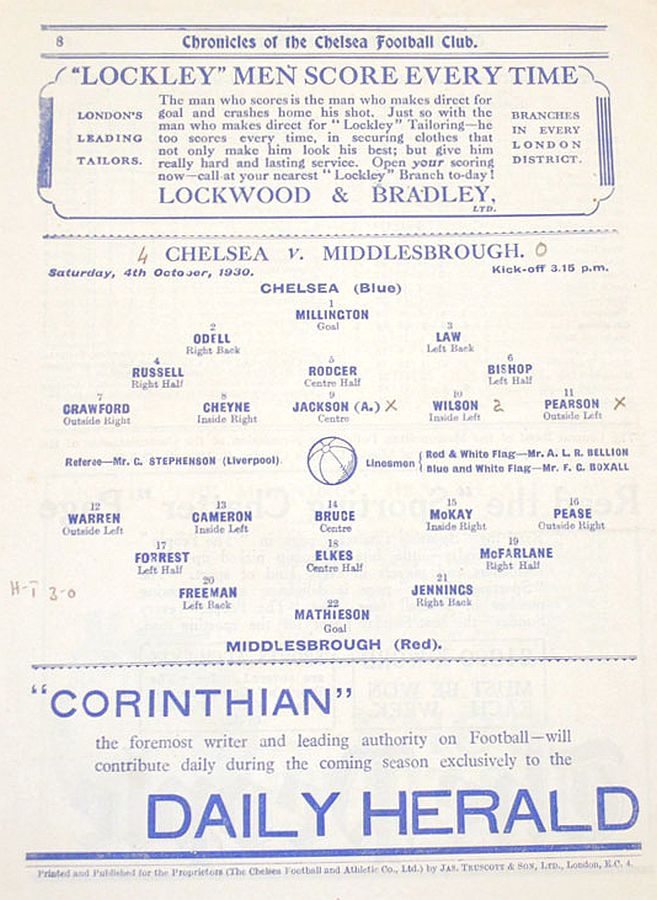 8 Chronicles of the Chelsea Football Club.
"LOCKLEY" MEN SCORE EVERY TIME
LONDON'S
LEADING
TAILORS.
The man who scores is the man who makes direct for
goal and crashes home his shot. Just so with the
man who makes direct for "Lockley" Tailoring—he
too scores every time, in securing clothes that
not only make him look his best; but give him
really hard and lasting service. Open your scoring
now—call at your nearest "Lockley" Branch to-day!
BRANCHES
IN EVERY
LONDON
DISTRICT.
LOCKWOOD & BRADLEY,
LTD.
4 CHELSEA v. MIDDLESBROUGH. 0
Saturday, 4th October, 1930. Kick-off 3.15 p.m.
CHELSEA (Blue)
1
MILLINGTON
Goal
2 3
ODELL LAW
Right Back Left Back
4 5 6
RUSSELL RODGER BISHOP
Right Half Centre Half Left Half
7 8 9 10 11
CRAWFORD CHEYNE JACKSON (A.) X WILSON 2 PEARSON X
Outside Right Inside Right Centre Inside Left Outside Left
Referee—Mr. C. STEPHENSON (Liverpool). Linesmen { Red & White Flag—Mr. A. L. R. BELLION
Blue and White Flag—Mr. F. G. BOXALL
12 13 14 15 16
WARREN CAMERON BRUCE McKAY PEASE
Outside Left Inside Left Centre Inside Right Outside Right
17 18 19
FORREST ELKES McFARLANE
Left Half Centre Half Right Half
20 21
FREEMAN JENNINGS
Left Back Right Back
H-T 3-0
22
MATHIESON
Goal
MIDDLESBROUGH (Red).
"CORINTHIAN"
the foremost writer and leading authority on Football—will
contribute daily during the coming season exclusively to the
DAILY HERALD
Printed and Published for the Proprietors (The Chelsea Football and Athletic Co., Ltd.) by JAS. TRUSCOTT & SON, LTD., London, E.C. 4.